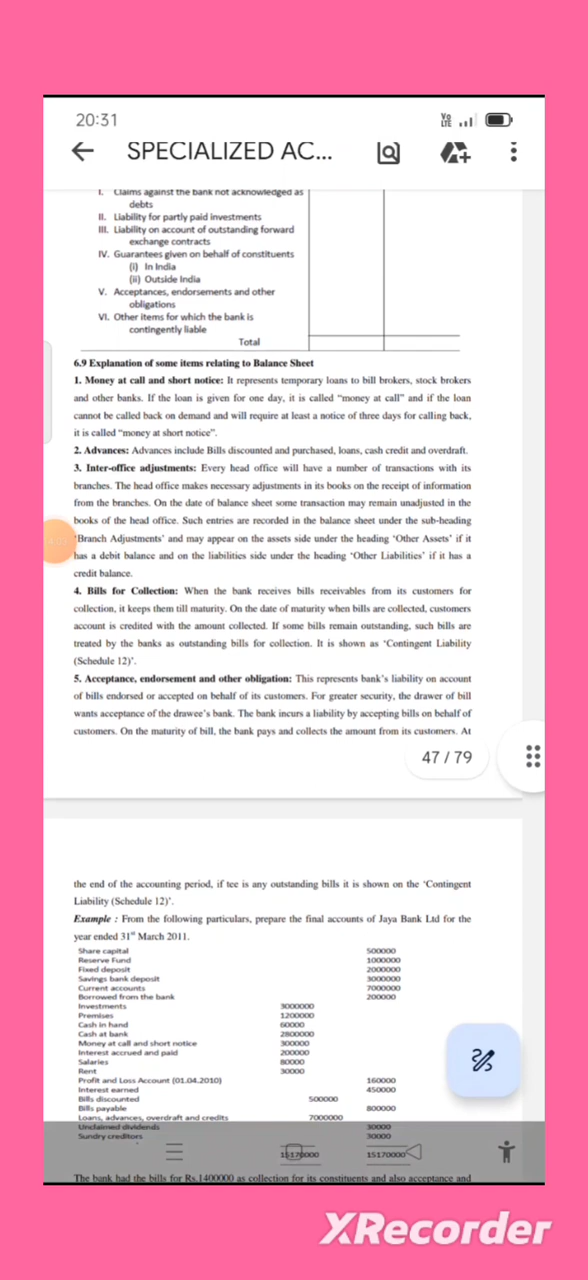 20:31
Vo LTE
SPECIALIZED AC...
I. Claims against the bank not acknowledged as
debts
II. Liability for partly paid investments
III. Liability on account of outstanding forward
exchange contracts
IV. Guarantees given on behalf of constituents
(i) In India
(ii) Outside India
V. Acceptances, endorsements and other
obligations
VI. Other items for which the bank is
contingently liable
Total
6.9 Explanation of some items relating to Balance Sheet
1. Money at call and short notice: It represents temporary loans to bill brokers, stock brokers
and other banks. If the loan is given for one day, it is called “money at call” and if the loan
cannot be called back on demand and will require at least a notice of three days for calling back,
it is called “money at short notice”.
2. Advances: Advances include Bills discounted and purchased, loans, cash credit and overdraft.
3. Inter-office adjustments: Every head office will have a number of transactions with its
branches. The head office makes necessary adjustments in its books on the receipt of information
from the branches. On the date of balance sheet some transaction may remain unadjusted in the
books of the head office. Such entries are recorded in the balance sheet under the sub-heading
‘Branch Adjustments’ and may appear on the assets side under the heading ‘Other Assets’ if it
has a debit balance and on the liabilities side under the heading ‘Other Liabilities’ if it has a
credit balance.
4. Bills for Collection: When the bank receives bills receivables from its customers for
collection, it keeps them till maturity. On the date of maturity when bills are collected, customers
account is credited with the amount collected. If some bills remain outstanding, such bills are
treated by the banks as outstanding bills for collection. It is shown as ‘Contingent Liability
(Schedule 12)’.
5. Acceptance, endorsement and other obligation: This represents bank’s liability on account
of bills endorsed or accepted on behalf of its customers. For greater security, the drawer of bill
wants acceptance of the drawee’s bank. The bank incurs a liability by accepting bills on behalf of
customers. On the maturity of bill, the bank pays and collects the amount from its customers. At
47 / 79
the end of the accounting period, if tee is any outstanding bills it is shown on the ‘Contingent
Liability (Schedule 12)’.
Example : From the following particulars, prepare the final accounts of Jaya Bank Ltd for the
year ended 31st March 2011.
Share capital 500000
Reserve Fund 1000000
Fixed deposit 2000000
Savings bank deposit 3000000
Current accounts 7000000
Borrowed from the bank 200000
Investments 3000000
Premises 1200000
Cash in hand 60000
Cash at bank 2800000
Money at call and short notice 300000
Interest accrued and paid 200000
Salaries 80000
Rent 30000
Profit and Loss Account (01.04.2010) 160000
Interest earned 450000
Bills discounted 500000
Bills payable 800000
Loans, advances, overdraft and credits 7000000
Unclaimed dividends 30000
Sundry creditors 30000
15170000 15170000
The bank had the bills for Rs.1400000 as collection for its constituents and also acceptance and
XRecorder